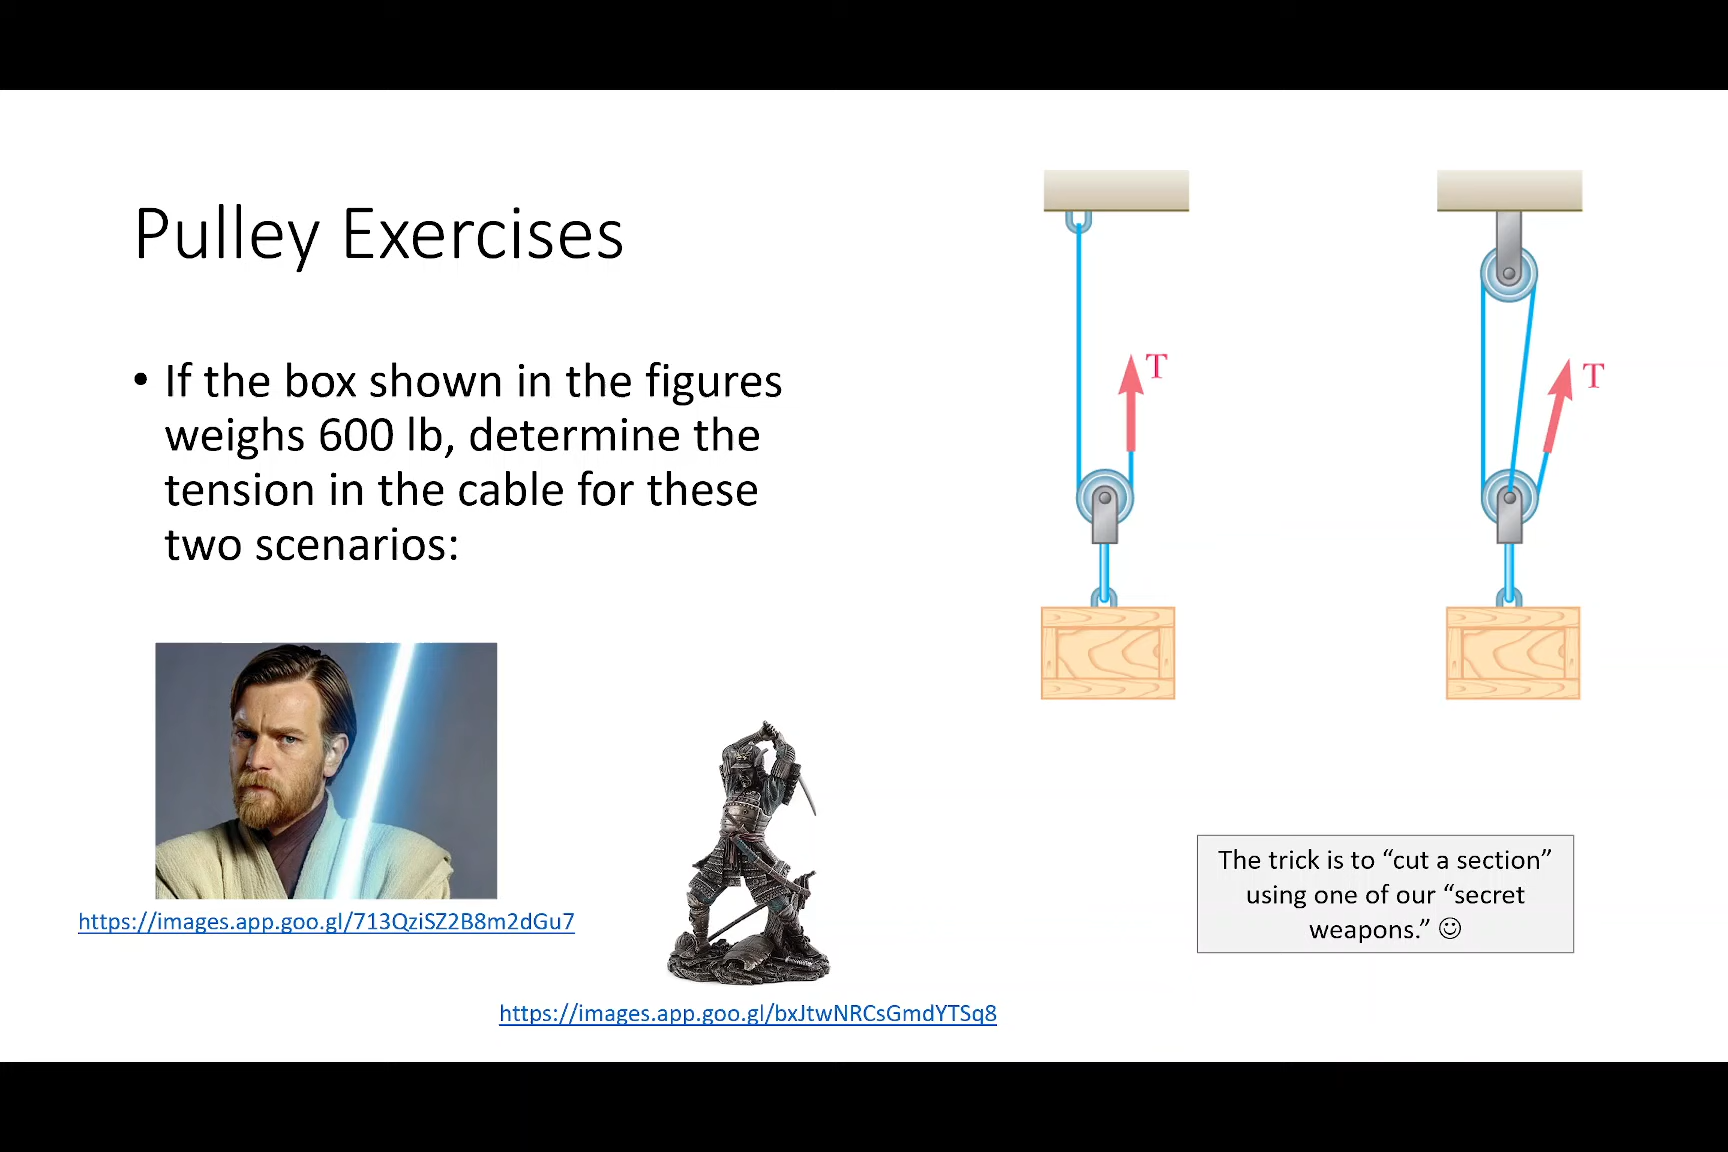 Pulley Exercises
• If the box shown in the figures
weighs 600 lb, determine the
tension in the cable for these
two scenarios:
T
T
The trick is to “cut a section”
using one of our “secret
weapons.” ☺
https://images.app.goo.gl/713QziSZ2B8m2dGu7
https://images.app.goo.gl/bxJtwNRCsGmdYTSq8